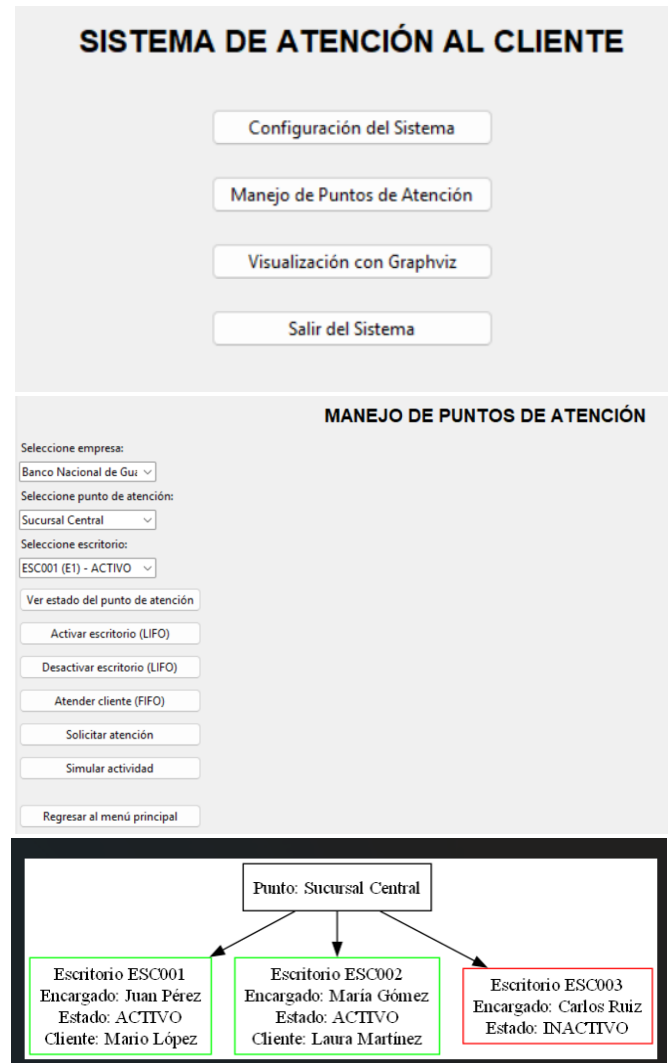 SISTEMA DE ATENCIÓN AL CLIENTE
Configuración del Sistema
Manejo de Puntos de Atención
Visualización con Graphviz
Salir del Sistema
MANEJO DE PUNTOS DE ATENCIÓN
Seleccione empresa:
Banco Nacional de Gua
Seleccione punto de atención:
Sucursal Central
Seleccione escritorio:
ESC001 (E1) - ACTIVO
Ver estado del punto de atención
Activar escritorio (LIFO)
Desactivar escritorio (LIFO)
Atender cliente (FIFO)
Solicitar atención
Simular actividad
Regresar al menú principal
Punto: Sucursal Central
Escritorio ESC001
Encargado: Juan Pérez
Estado: ACTIVO
Cliente: Mario López
Escritorio ESC002
Encargado: María Gómez
Estado: ACTIVO
Cliente: Laura Martínez
Escritorio ESC003
Encargado: Carlos Ruiz
Estado: INACTIVO